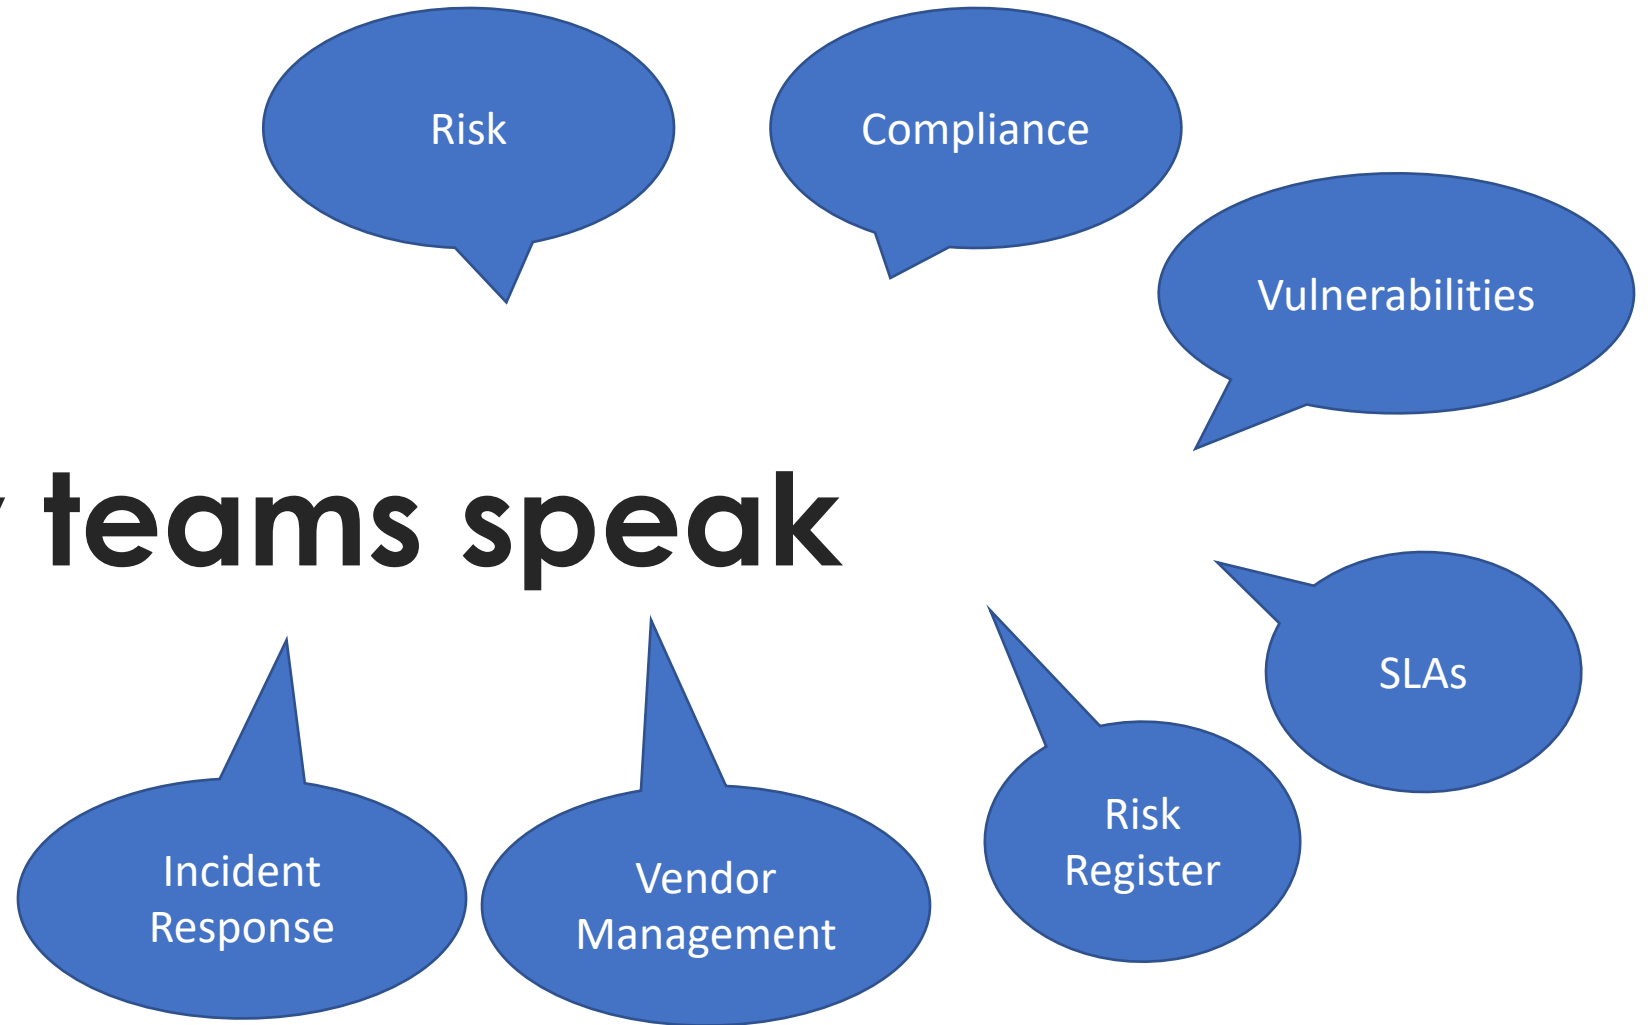 Risk
Compliance
Vulnerabilities
teams speak
SLAs
Risk
Register
Incident
Response
Vendor
Management